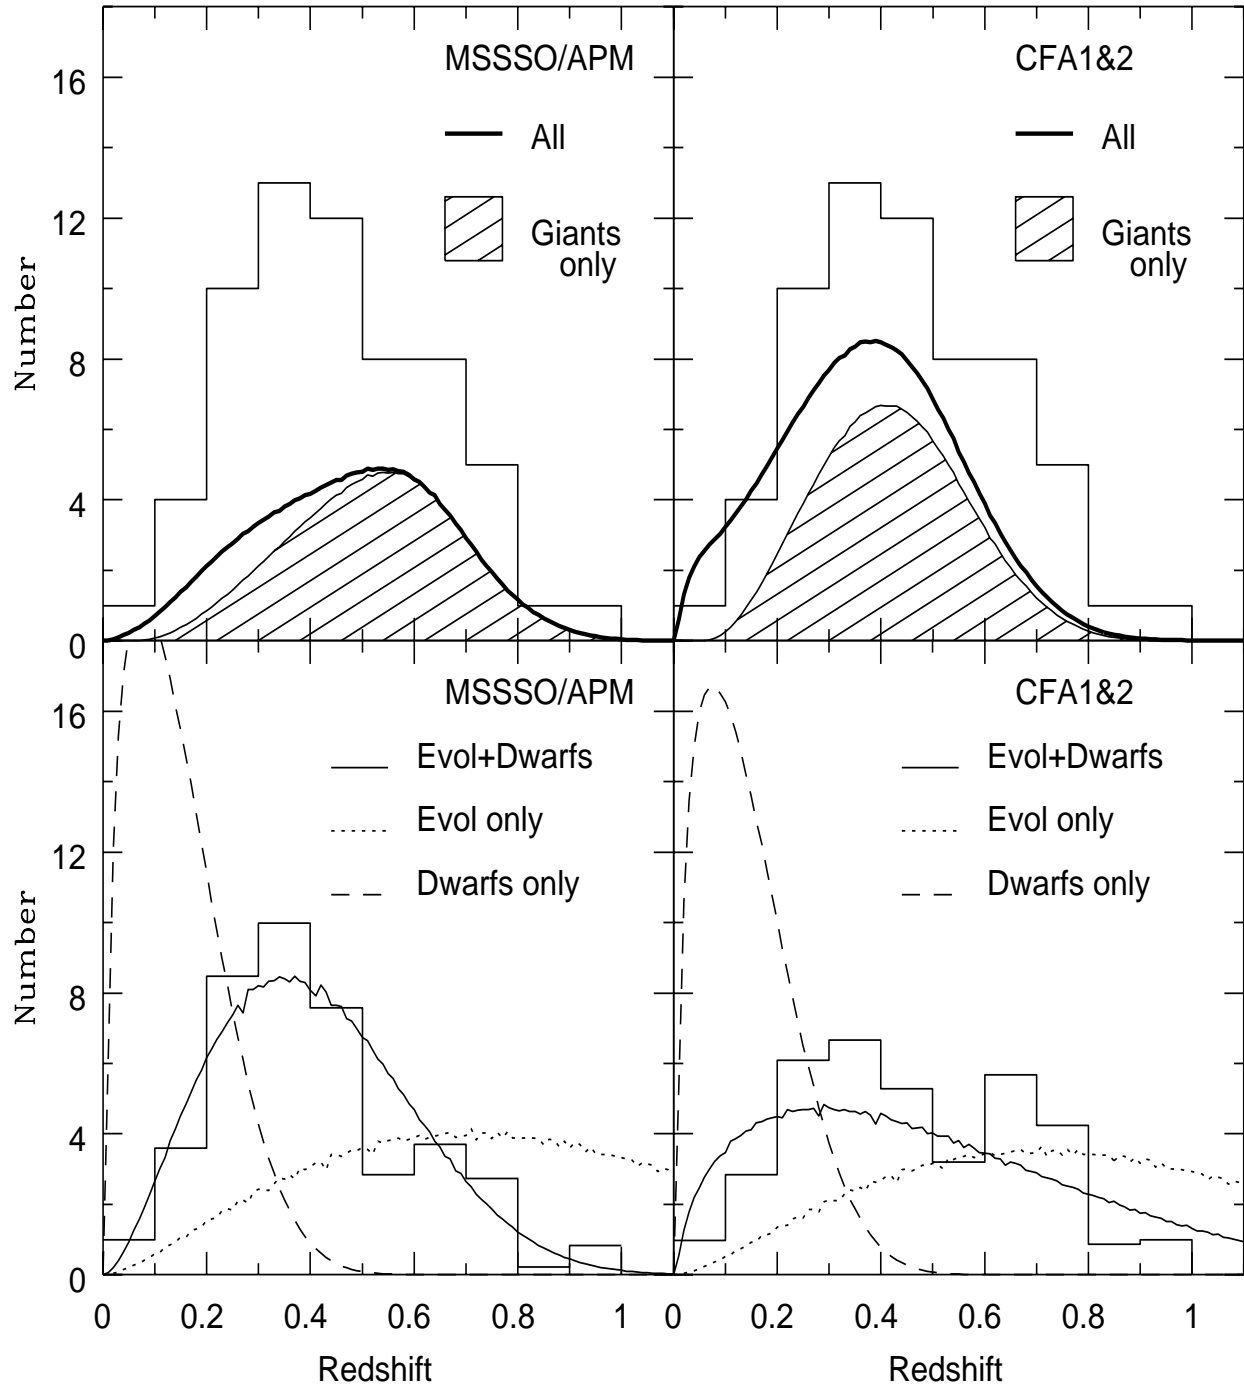 MSSSO/APM
All
Giants
only
16
12
8
4
0
Number
CFA1&2
All
Giants
only
MSSSO/APM
Evol+Dwarfs
Evol only
Dwarfs only
16
12
8
4
0
Number
0
0.2
0.4
0.6
0.8
1
Redshift
CFA1&2
Evol+Dwarfs
Evol only
Dwarfs only
0
0.2
0.4
0.6
0.8
1
Redshift